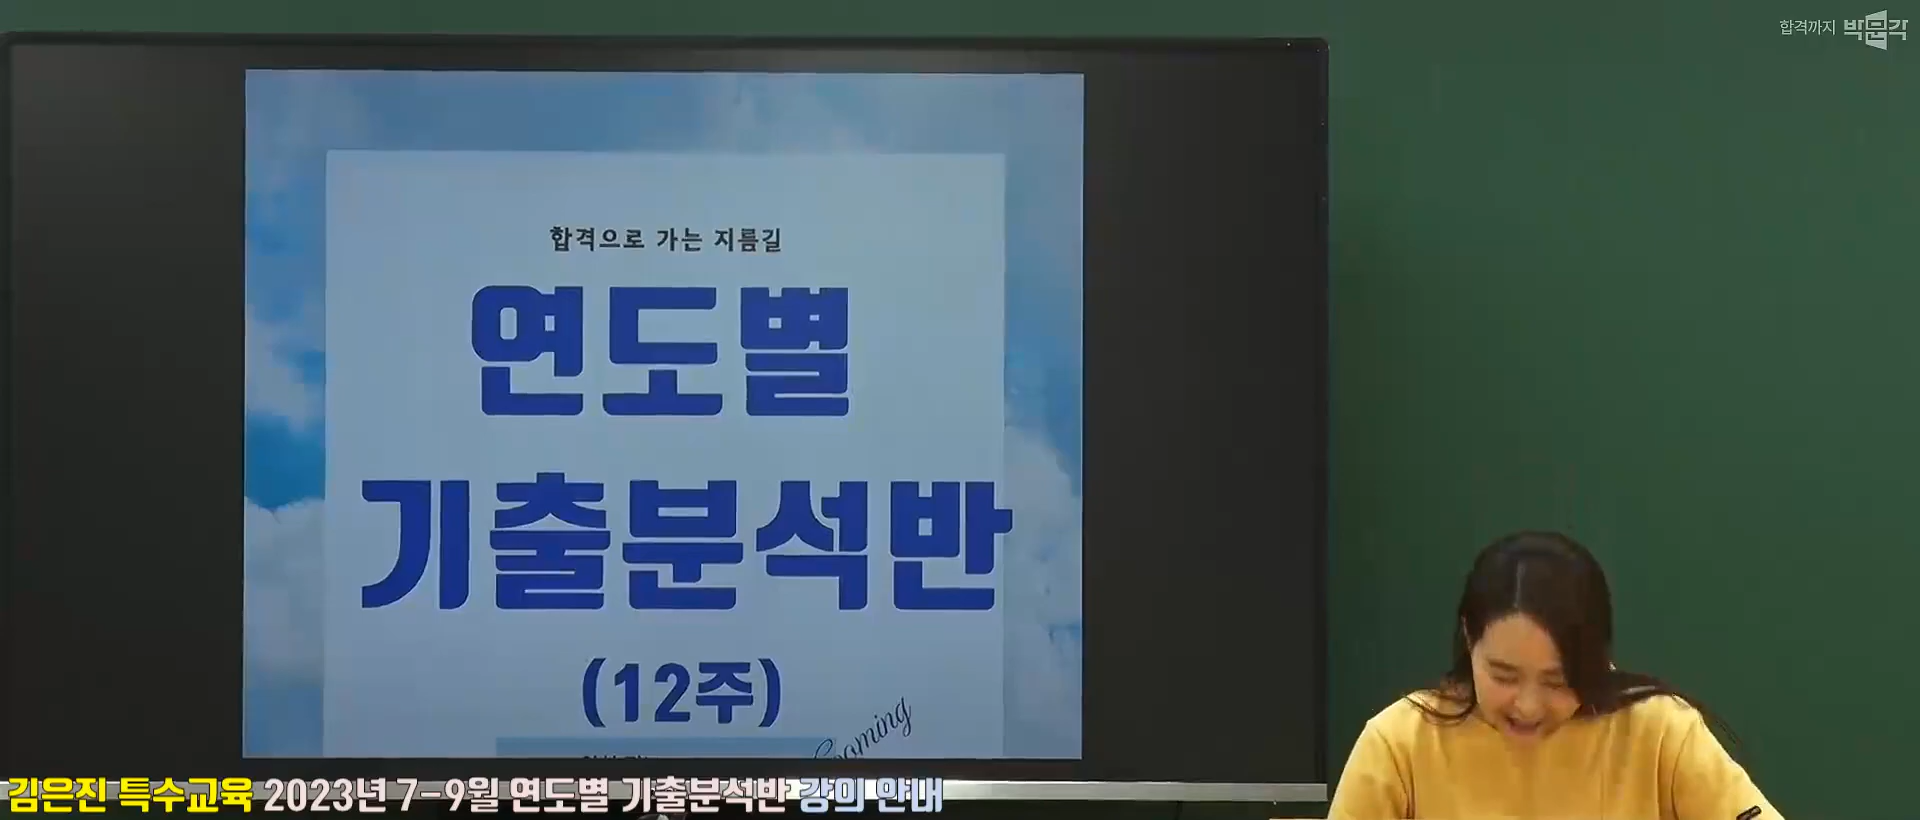 합격까지 박문각
합격으로 가는 지름길
연도별
기출분석반
(12주)
김은진 특수교육 2023년 7-9월 연도별 기출분석반 강의 안내